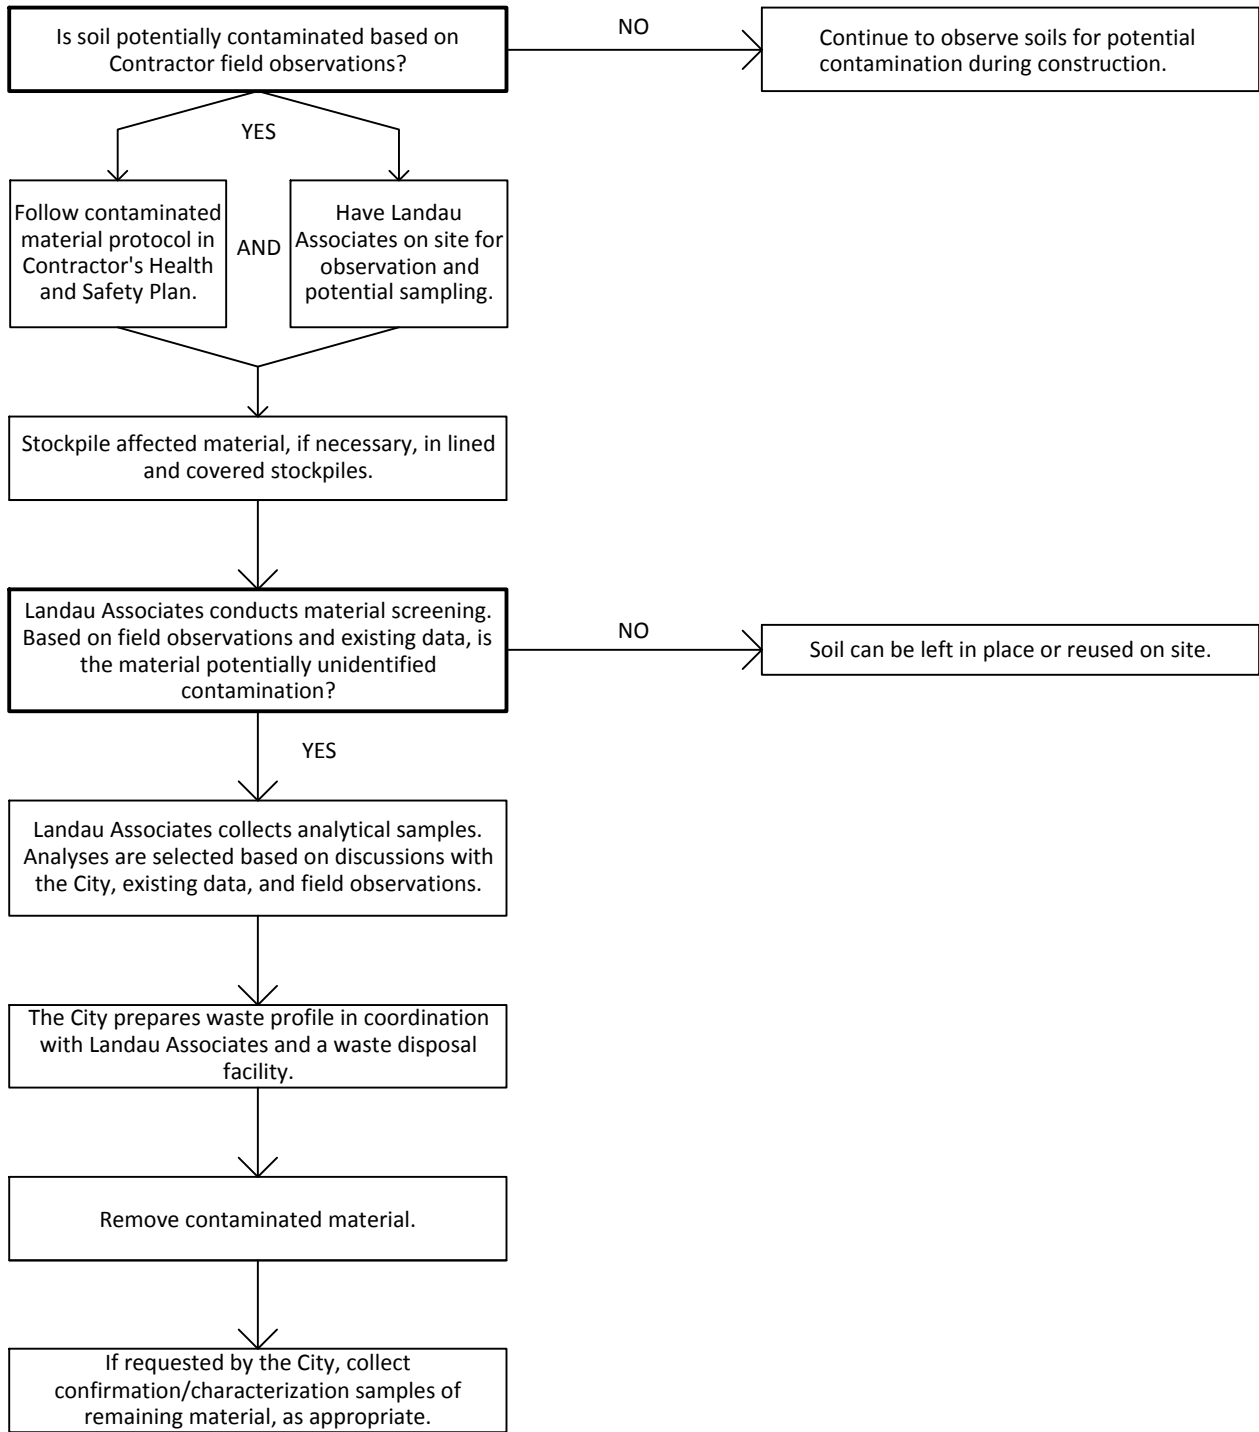 Is soil potentially contaminated based on
Contractor field observations?
NO
Continue to observe soils for potential
contamination during construction.
YES
Follow contaminated
material protocol in
Contractor's Health
and Safety Plan.
AND
Have Landau
Associates on site for
observation and
potential sampling.
Stockpile affected material, if necessary, in lined
and covered stockpiles.
Landau Associates conducts material screening.
Based on field observations and existing data, is
the material potentially unidentified
contamination?
NO
Soil can be left in place or reused on site.
YES
Landau Associates collects analytical samples.
Analyses are selected based on discussions with
the City, existing data, and field observations.
The City prepares waste profile in coordination
with Landau Associates and a waste disposal
facility.
Remove contaminated material.
If requested by the City, collect
confirmation/characterization samples of
remaining material, as appropriate.